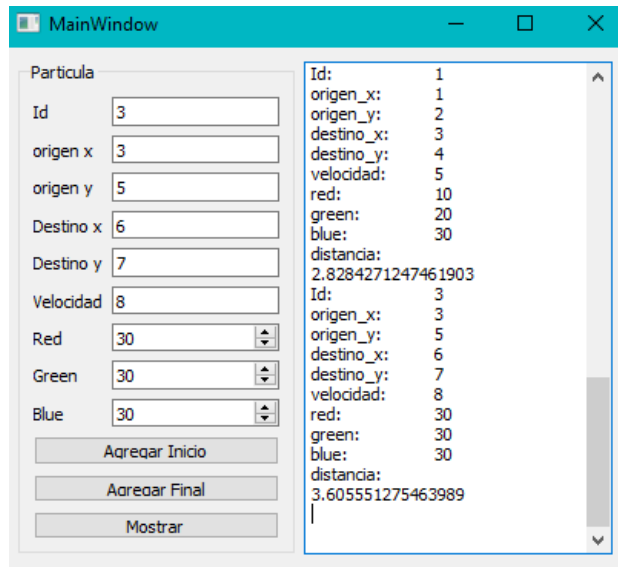 MainWindow
Particula
Id 3
origen x 3
origen y 5
Destino x 6
Destino y 7
Velocidad 8
Red 30
Green 30
Blue 30
Agregar Inicio
Agregar Final
Mostrar
Id: 1
origen_x: 1
origen_y: 2
destino_x: 3
destino_y: 4
velocidad: 5
red: 10
green: 20
blue: 30
distancia:
2.8284271247461903
Id: 3
origen_x: 3
origen_y: 5
destino_x: 6
destino_y: 7
velocidad: 8
red: 30
green: 30
blue: 30
distancia:
3.605551275463989